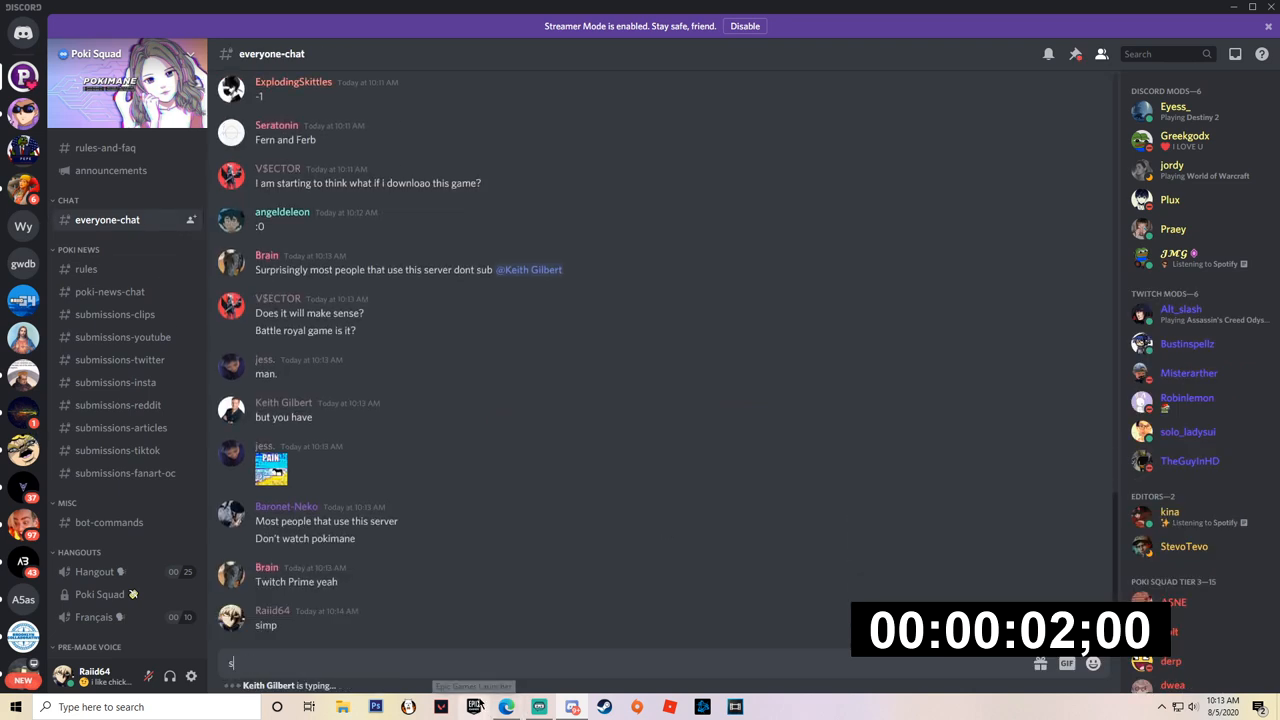 DISCORD
Streamer Mode is enabled. Stay safe, friend.
Disable
Poki Squad
everyone-chat
Search
POKIMANE
rules-and-faq
announcements
CHAT
everyone-chat
POKI NEWS
rules
poki-news-chat
submissions-clips
submissions-youtube
submissions-twitter
submissions-insta
submissions-reddit
submissions-articles
submissions-tiktok
submissions-fanart-oc
MISC
bot-commands
HANGOUTS
Hangout 00 25
Poki Squad
Français 00 10
PRE-MADE VOICE
Raiid64
i like chick...
6
Wy
gwdb
1
37
97
43
A5as
NEW
ExplodingSkittles Today at 10:11 AM
-1
Seratonin Today at 10:11 AM
Fern and Ferb
V$ECTOR Today at 10:11 AM
I am starting to think what if i downloao this game?
angeldeleon Today at 10:12 AM
:0
Brain Today at 10:13 AM
Surprisingly most people that use this server dont sub @Keith Gilbert
V$ECTOR Today at 10:13 AM
Does it will make sense?
Battle royal game is it?
jess. Today at 10:13 AM
man.
Keith Gilbert Today at 10:13 AM
but you have
jess. Today at 10:13 AM
PAIN
Baronet-Neko Today at 10:13 AM
Most people that use this server
Don't watch pokimane
Brain Today at 10:13 AM
Twitch Prime yeah
Raiid64 Today at 10:14 AM
simp
s
GIF
Keith Gilbert is typing...
Epic Games Launcher
DISCORD MODS—6
Eyess_
Playing Destiny 2
Greekgodx
I LOVE U
jordy
Playing World of Warcraft
Plux
Praey
JMG
Listening to Spotify
TWITCH MODS—6
Alt_slash
Playing Assassin's Creed Odys...
Bustinspellz
Misterarther
Robinlemon
solo_ladysui
TheGuyInHD
EDITORS—2
kina
Listening to Spotify
StevoTevo
POKI SQUAD TIER 3—15
derp
dwea
00:00:02;00
Type here to search
10:13 AM
8/5/2020
2